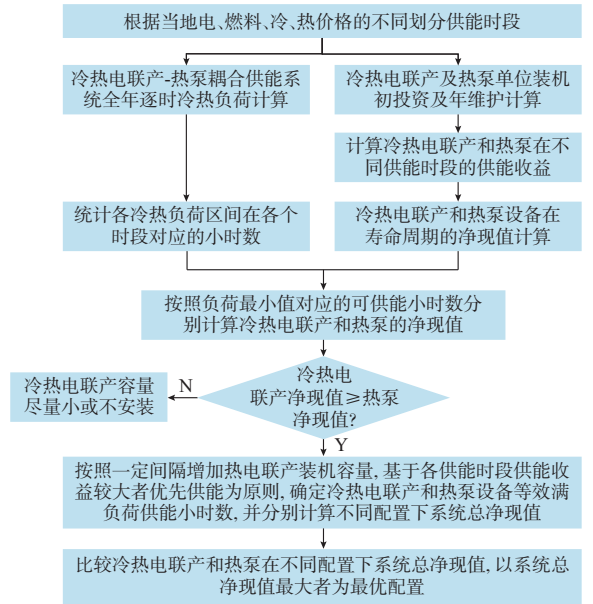 根据当地电、燃料、冷、热价格的不同划分供能时段
冷热电联产-热泵耦合供能系
统全年逐时冷热负荷计算
冷热电联产及热泵单位装机
初投资及年维护计算
计算冷热电联产和热泵在不
同供能时段的供能收益
统计各冷热负荷区间在各个
时段对应的小时数
冷热电联产和热泵设备在
寿命周期的净现值计算
按照负荷最小值对应的可供能小时数分
别计算冷热电联产和热泵的净现值
冷热电
联产净现值≥热泵
净现值?
N
冷热电联产容量
尽量小或不安装
Y
按照一定间隔增加热电联产装机容量, 基于各供能时段供能收
益较大者优先供能为原则, 确定冷热电联产和热泵设备等效满
负荷供能小时数, 并分别计算不同配置下系统总净现值
比较冷热电联产和热泵在不同配置下系统总净现值, 以系统总
净现值最大者为最优配置